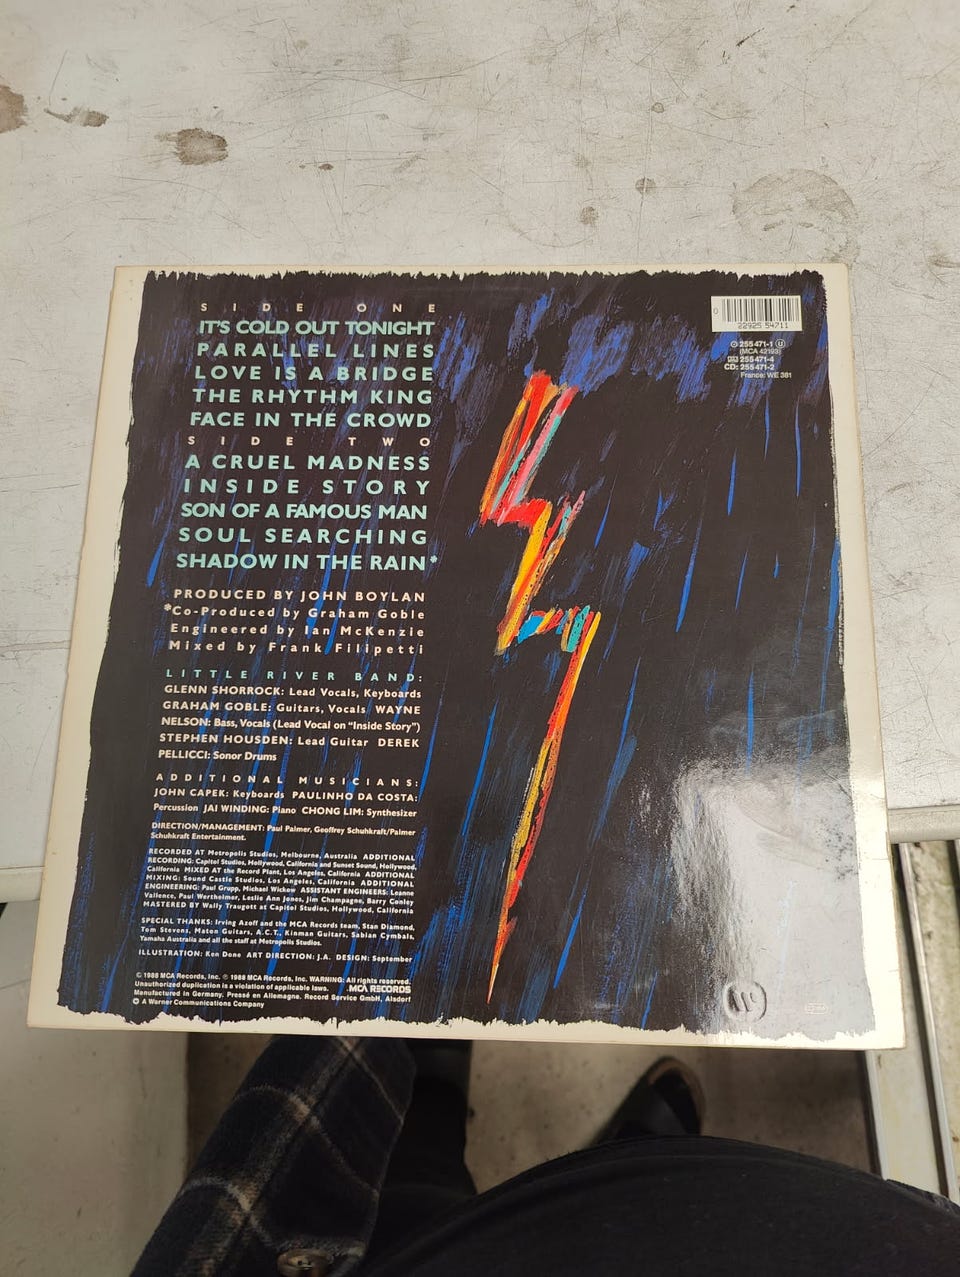 SIDE ONE
IT'S COLD OUT TONIGHT
PARALLEL LINES
LOVE IS A BRIDGE
THE RHYTHM KING
FACE IN THE CROWD
SIDE TWO
A CRUEL MADNESS
INSIDE STORY
SON OF A FAMOUS MAN
SOUL SEARCHING
SHADOW IN THE RAIN*
PRODUCED BY JOHN BOYLAN
*Co-Produced by Graham Goble
Engineered by Ian McKenzie
Mixed by Frank Filipetti
LITTLE RIVER BAND:
GLENN SHORROCK: Lead Vocals, Keyboards
GRAHAM GOBLE: Guitars, Vocals WAYNE
NELSON: Bass, Vocals (Lead Vocal on "Inside Story")
STEPHEN HOUSDEN: Lead Guitar DEREK
PELLICCI: Sonor Drums
ADDITIONAL MUSICIANS:
JOHN CAPEK: Keyboards PAULINHO DA COSTA:
Percussion JAI WINDING: Piano CHONG LIM: Synthesizer
DIRECTION/MANAGEMENT: Paul Palmer, Geoffrey Schuhkraft/Palmer
Schuhkraft Entertainment.
RECORDED AT Metropolis Studios, Melbourne, Australia ADDITIONAL
RECORDING: Capitol Studios, Hollywood, California and Sunset Sound, Hollywood,
California MIXED AT the Record Plant, Los Angeles, California ADDITIONAL
MIXING: Sound Castle Studios, Los Angeles, California ADDITIONAL
ENGINEERING: Paul Grupp, Michael Wickow ASSISTANT ENGINEERS: Leanne
Vallence, Paul Wertheimer, Leslie Ann Jones, Jim Champagne, Barry Conley
MASTERED BY Wally Traugott at Capitol Studios, Hollywood, California
SPECIAL THANKS: Irving Azoff and the MCA Records team, Stan Diamond,
Tom Stevens, Maton Guitars, A.C.T., Kinman Guitars, Sabian Cymbals,
Yamaha Australia and all the staff at Metropolis Studios.
ILLUSTRATION: Ken Done ART DIRECTION: J.A. DESIGN: September
© 1988 MCA Records, Inc. ℗ 1988 MCA Records, Inc. WARNING: All rights reserved.
Unauthorized duplication is a violation of applicable laws.
MCA RECORDS
Manufactured in Germany. Pressé en Allemagne. Record Service GmbH, Alsdorf
A Warner Communications Company
0
22925 54711
255 471-1 Ⓤ
(MCA 42193)
255 471-4
CD: 255 471-2
France: WE 381